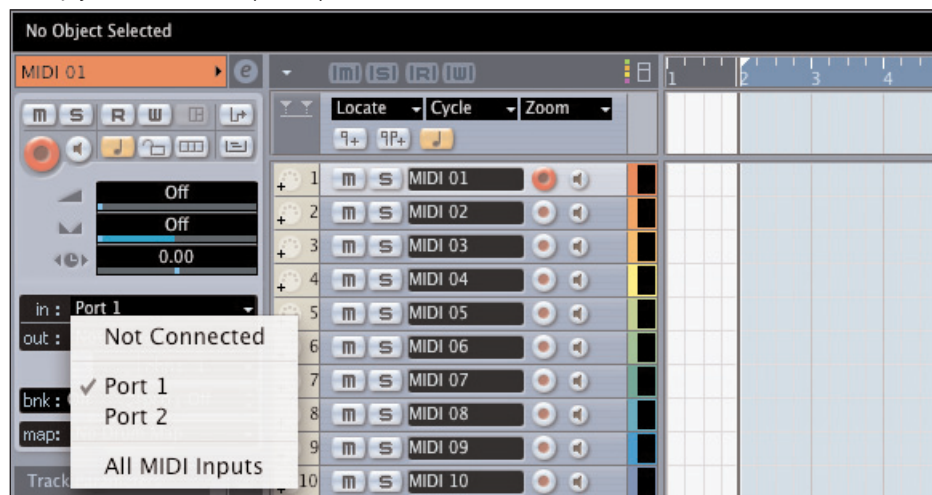 No Object Selected
MIDI 01
e
m S R W
Off
Off
0.00
in : Port 1
out :
Not Connected
✓ Port 1
Port 2
All MIDI Inputs
bnk :
map:
Track
[m] [S] [R] [W]
Locate Cycle Zoom
1 2 3 4
1 m S MIDI 01
2 m S MIDI 02
3 m S MIDI 03
4 m S MIDI 04
5 m S MIDI 05
6 m S MIDI 06
7 m S MIDI 07
8 m S MIDI 08
9 m S MIDI 09
10 m S MIDI 10